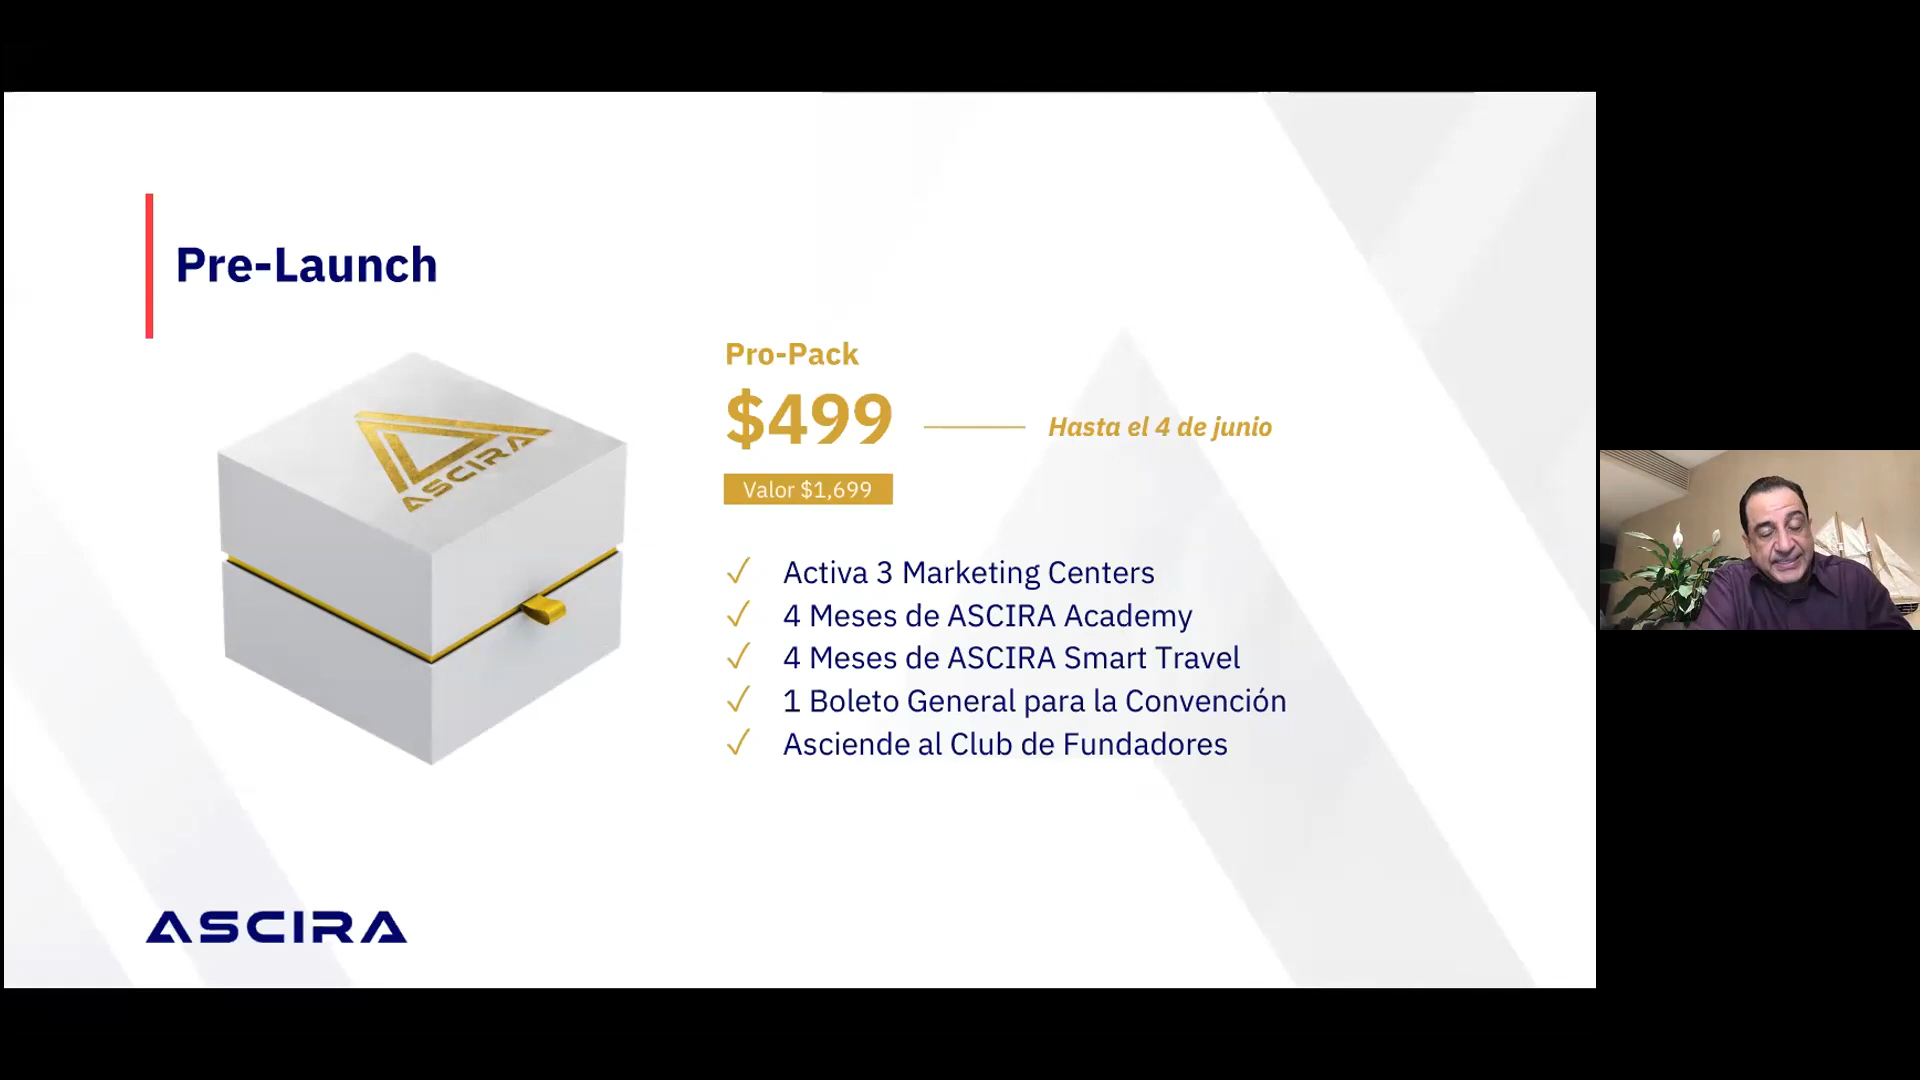 Pre-Launch
ASCIRA
Pro-Pack
$499
Hasta el 4 de junio
Valor $1,699
✓ Activa 3 Marketing Centers
✓ 4 Meses de ASCIRA Academy
✓ 4 Meses de ASCIRA Smart Travel
✓ 1 Boleto General para la Convención
✓ Asciende al Club de Fundadores
ASCIRA